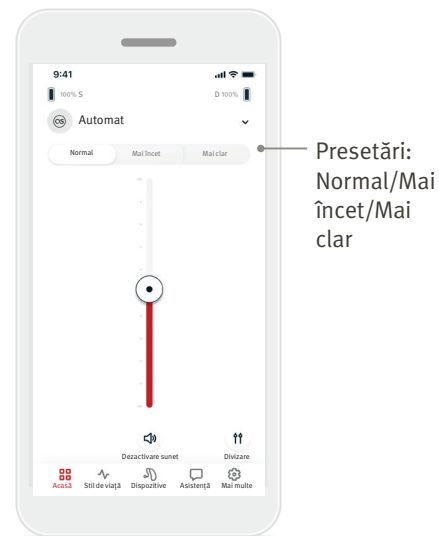 9:41
100% S
D 100%
OS Automat
Normal
Mai încet
Mai clar
Presetări:
Normal/Mai
încet/Mai
clar
Dezactivare sunet
Divizare
Acasă
Stil de viață
Dispozitive
Asistență
Mai multe